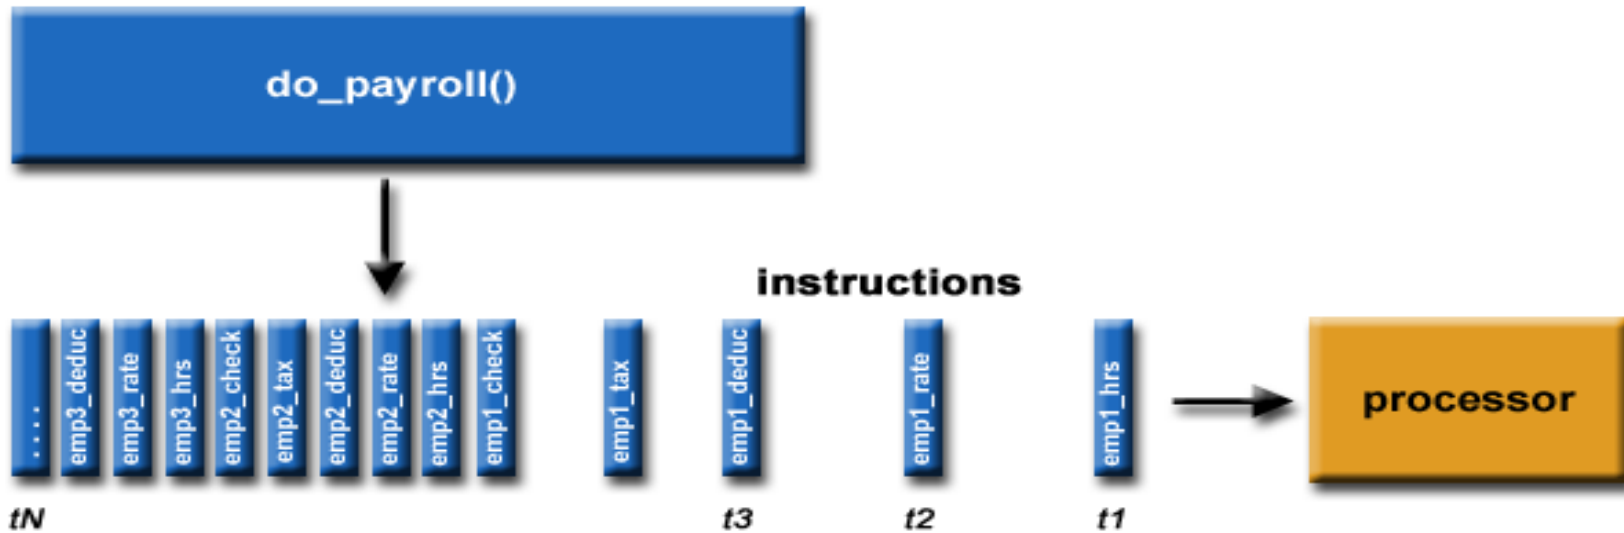 do_payroll()
instructions
....
emp3_deduc
emp3_rate
emp3_hrs
emp2_check
emp2_tax
emp2_deduc
emp2_rate
emp2_hrs
emp1_check
emp1_tax
emp1_deduc
emp1_rate
emp1_hrs
processor
tN
t3
t2
t1